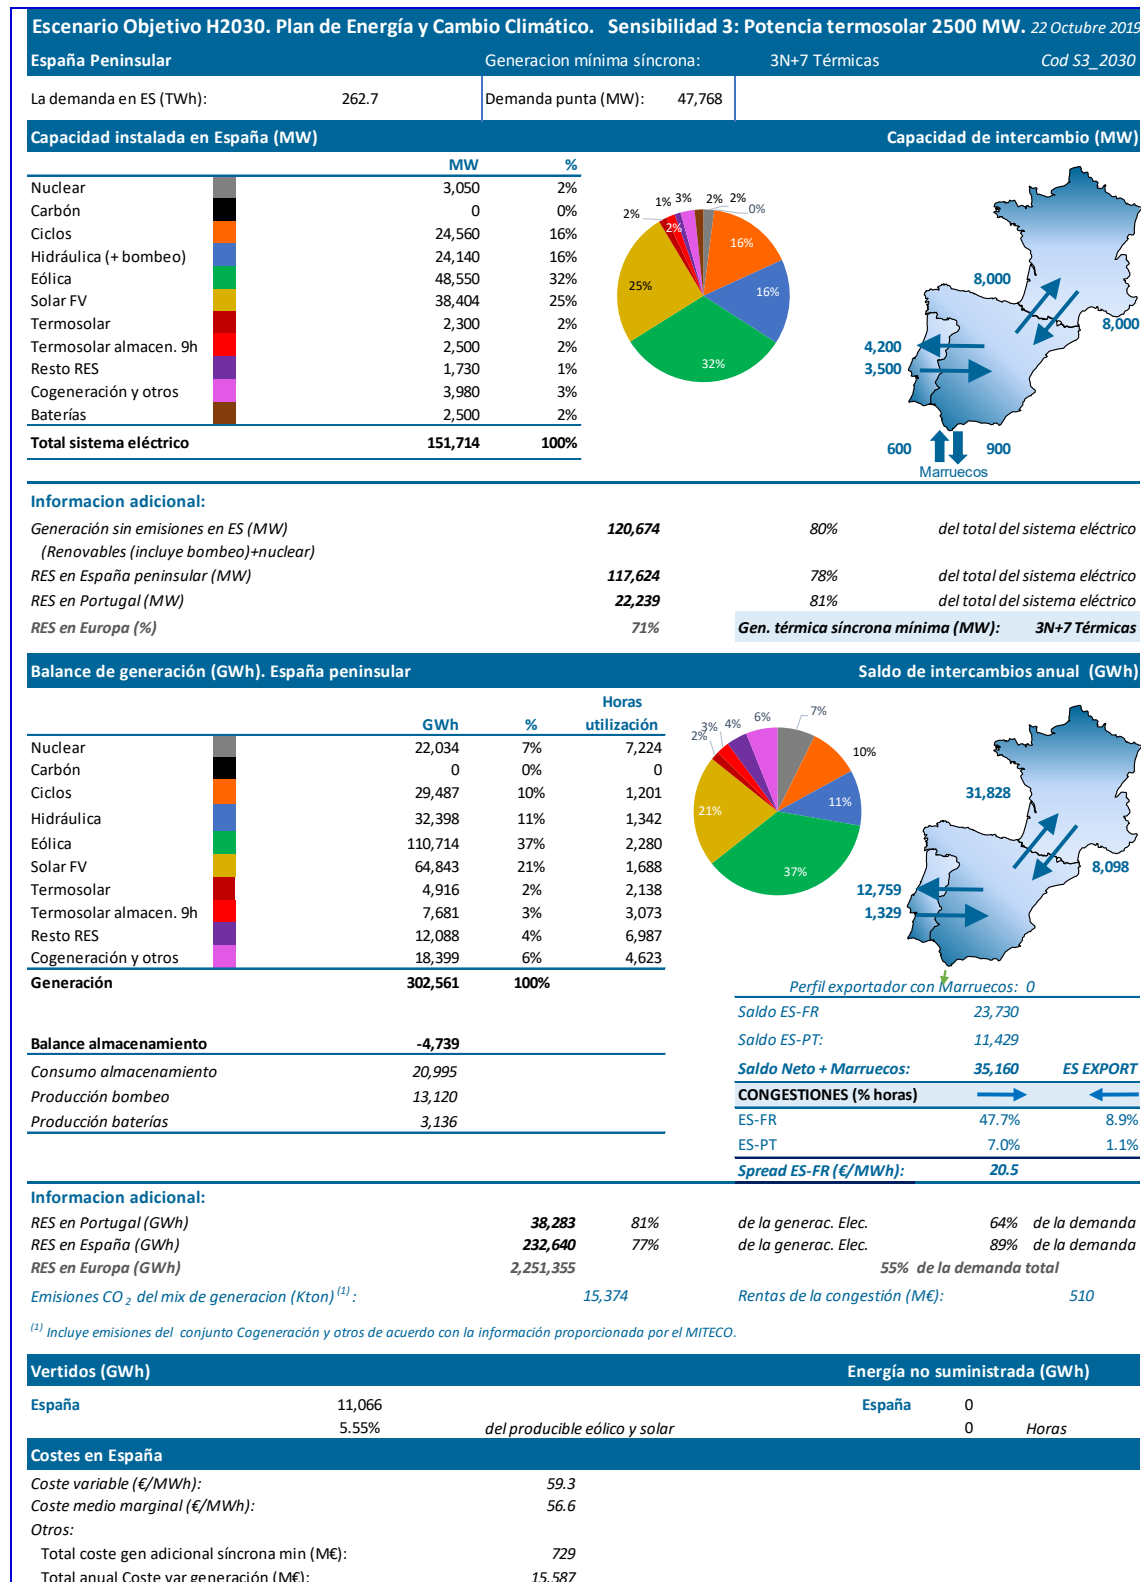 Escenario Objetivo H2030. Plan de Energía y Cambio Climático. Sensibilidad 3: Potencia termosolar 2500 MW. 22 Octubre 2019
España Peninsular Generacion mínima síncrona: 3N+7 Térmicas Cod S3_2030
La demanda en ES (TWh): 262.7 Demanda punta (MW): 47,768
Capacidad instalada en España (MW) Capacidad de intercambio (MW)
MW %
Nuclear 3,050 2%
Carbón 0 0%
Ciclos 24,560 16%
Hidráulica (+ bombeo) 24,140 16%
Eólica 48,550 32%
Solar FV 38,404 25%
Termosolar 2,300 2%
Termosolar almacen. 9h 2,500 2%
Resto RES 1,730 1%
Cogeneración y otros 3,980 3%
Baterías 2,500 2%
Total sistema eléctrico 151,714 100%
2% 1% 3% 2% 2% 0%
2%
16%
25%
16%
32%
8,000
8,000
4,200
3,500
600 900
Marruecos
Informacion adicional:
Generación sin emisiones en ES (MW) 120,674 80% del total del sistema eléctrico
(Renovables (incluye bombeo)+nuclear)
RES en España peninsular (MW) 117,624 78% del total del sistema eléctrico
RES en Portugal (MW) 22,239 81% del total del sistema eléctrico
RES en Europa (%) 71% Gen. térmica síncrona mínima (MW): 3N+7 Térmicas
Balance de generación (GWh). España peninsular Saldo de intercambios anual (GWh)
Horas
GWh % utilización
Nuclear 22,034 7% 7,224
Carbón 0 0% 0
Ciclos 29,487 10% 1,201
Hidráulica 32,398 11% 1,342
Eólica 110,714 37% 2,280
Solar FV 64,843 21% 1,688
Termosolar 4,916 2% 2,138
Termosolar almacen. 9h 7,681 3% 3,073
Resto RES 12,088 4% 6,987
Cogeneración y otros 18,399 6% 4,623
Generación 302,561 100%
2% 3% 4% 6% 7%
10%
11%
21%
37%
31,828
8,098
12,759
1,329
Perfil exportador con Marruecos: 0
Saldo ES-FR 23,730
Saldo ES-PT: 11,429
Balance almacenamiento -4,739
Consumo almacenamiento 20,995
Producción bombeo 13,120
Producción baterías 3,136
Saldo Neto + Marruecos: 35,160 ES EXPORT
CONGESTIONES (% horas)
ES-FR 47.7% 8.9%
ES-PT 7.0% 1.1%
Spread ES-FR (€/MWh): 20.5
Informacion adicional:
RES en Portugal (GWh) 38,283 81% de la generac. Elec. 64% de la demanda
RES en España (GWh) 232,640 77% de la generac. Elec. 89% de la demanda
RES en Europa (GWh) 2,251,355 55% de la demanda total
Emisiones CO2 del mix de generacion (Kton) (1) : 15,374 Rentas de la congestión (M€): 510
(1) Incluye emisiones del conjunto Cogeneración y otros de acuerdo con la información proporcionada por el MITECO.
Vertidos (GWh) Energía no suministrada (GWh)
España 11,066 España 0
5.55% del producible eólico y solar 0 Horas
Costes en España
Coste variable (€/MWh): 59.3
Coste medio marginal (€/MWh): 56.6
Otros:
Total coste gen adicional síncrona min (M€): 729
Total anual Coste var generación (M€): 15,587